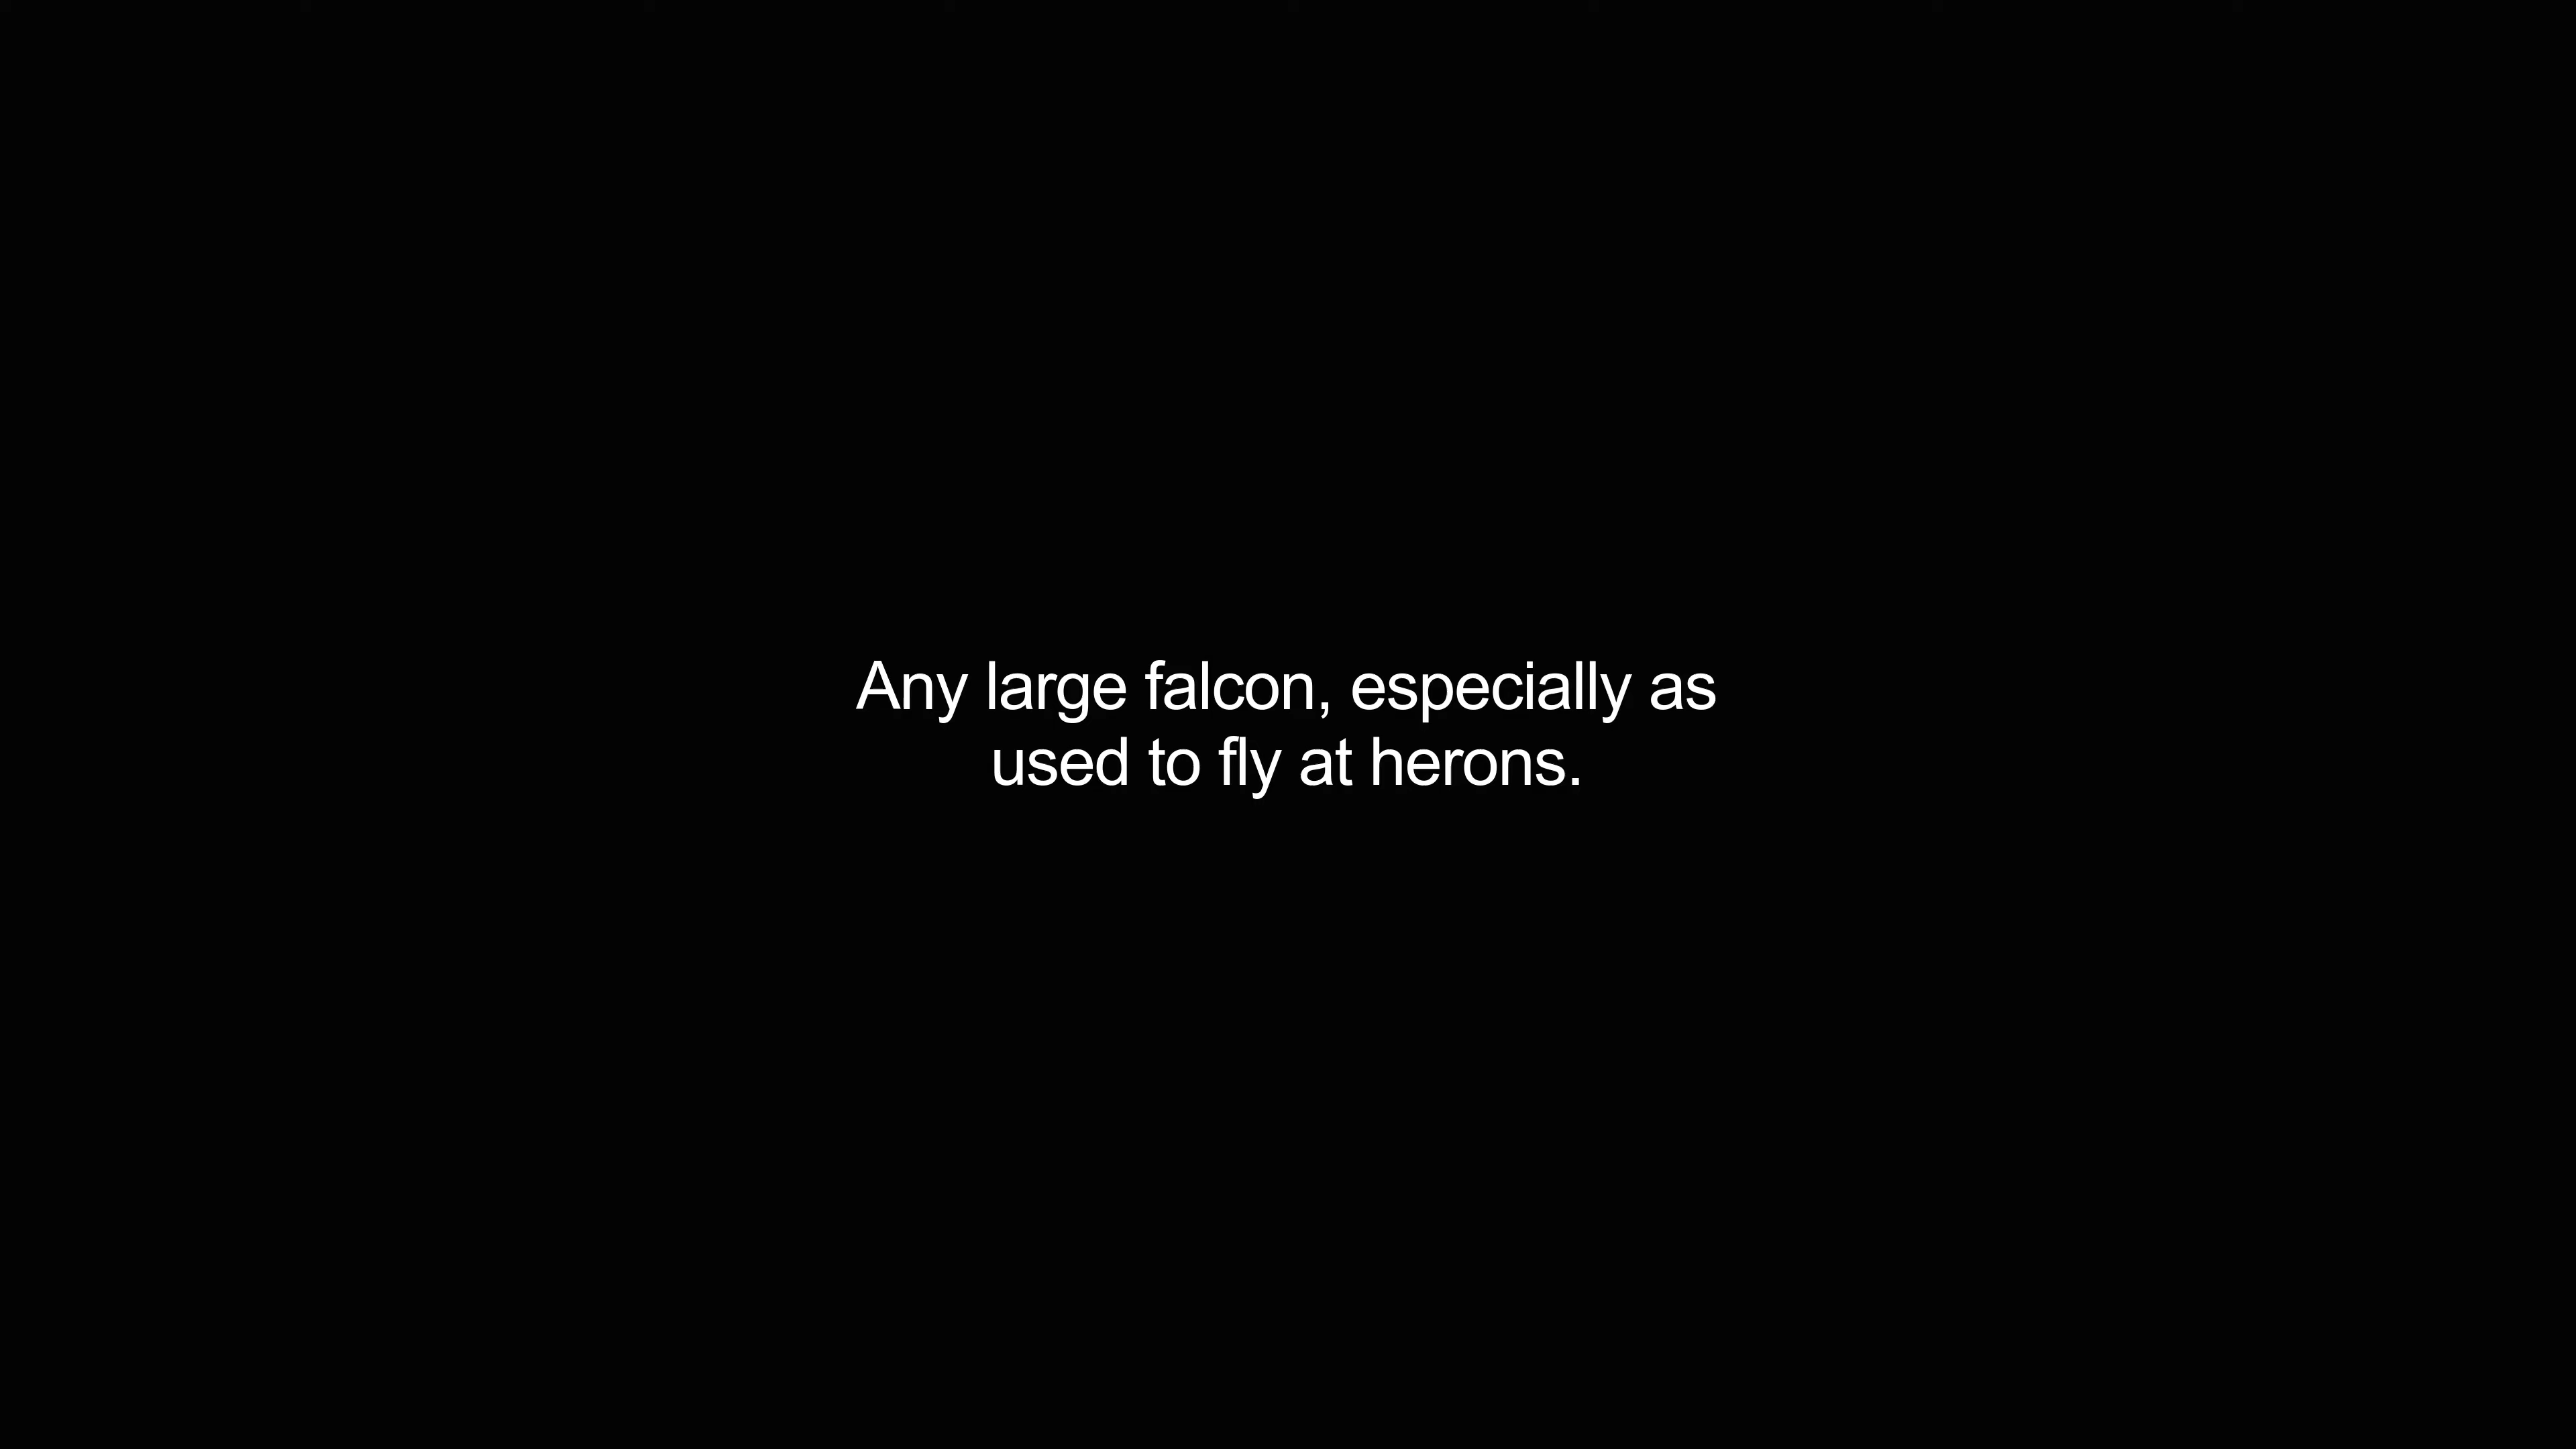 Any large falcon, especially as
used to fly at herons.